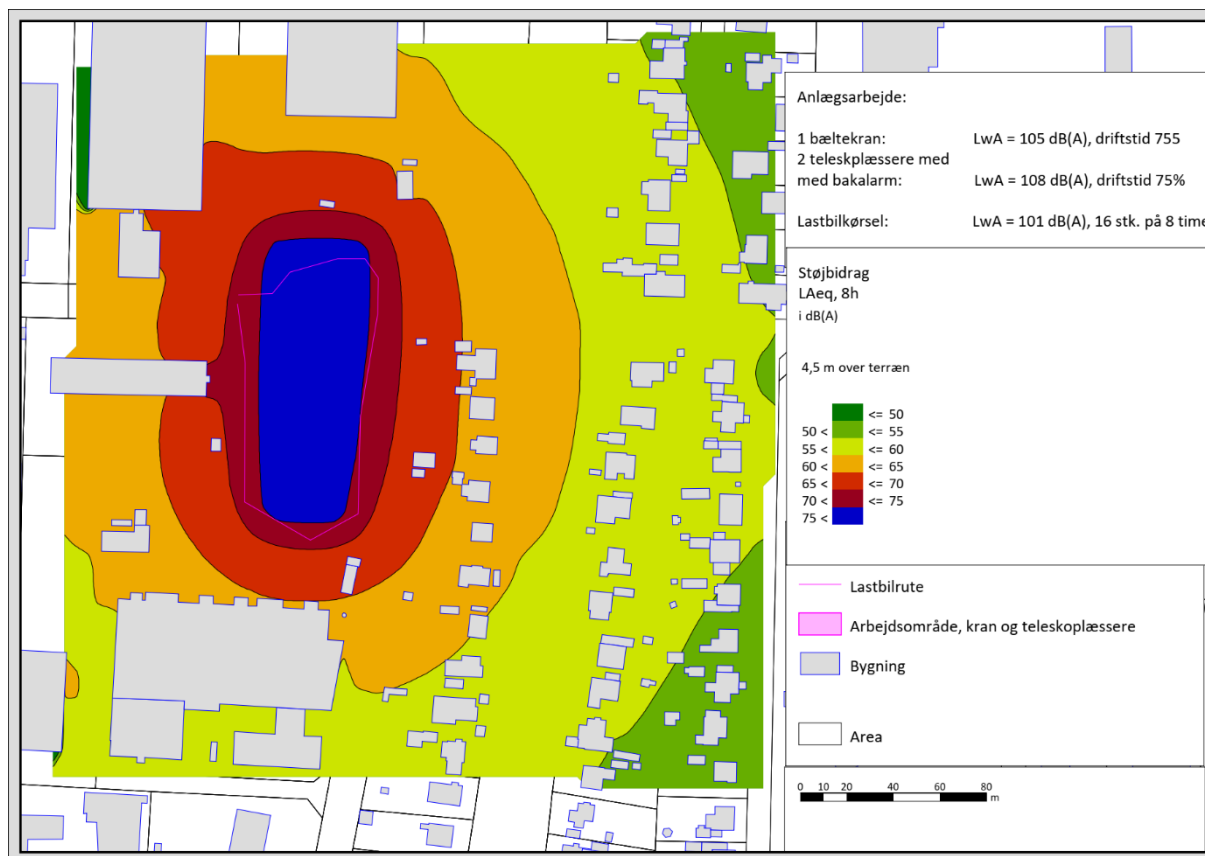 Anlægsarbejde:
1 bæltekran: LwA = 105 dB(A), driftstid 755
2 teleskplæssere med
med bakalarm: LwA = 108 dB(A), driftstid 75%
Lastbilkørsel: LwA = 101 dB(A), 16 stk. på 8 time
Støjbidrag
LAeq, 8h
i dB(A)
4,5 m over terræn
<= 50
50 < <= 55
55 < <= 60
60 < <= 65
65 < <= 70
70 < <= 75
75 <
Lastbilrute
Arbejdsområde, kran og teleskoplæssere
Bygning
Area
0 10 20 40 60 80
m